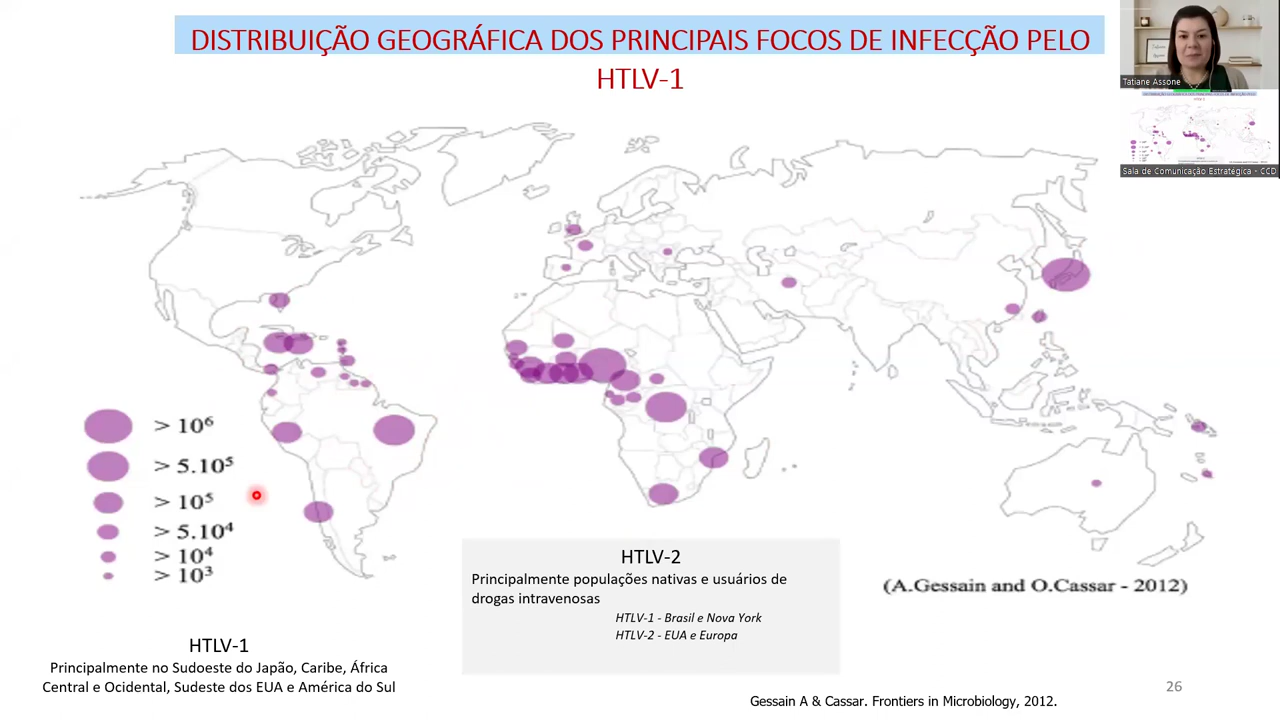 DISTRIBUIÇÃO GEOGRÁFICA DOS PRINCIPAIS FOCOS DE INFECÇÃO PELO
HTLV-1
Tatiane Assone
Sala de Comunicação Estratégica - CCD
> 10⁶
> 5.10⁵
> 10⁵
> 5.10⁴
> 10⁴
> 10³
HTLV-2
Principalmente populações nativas e usuários de
drogas intravenosas
HTLV-1 - Brasil e Nova York
HTLV-2 - EUA e Europa
(A.Gessain and O.Cassar - 2012)
HTLV-1
Principalmente no Sudoeste do Japão, Caribe, África
Central e Ocidental, Sudeste dos EUA e América do Sul
26
Gessain A & Cassar. Frontiers in Microbiology, 2012.